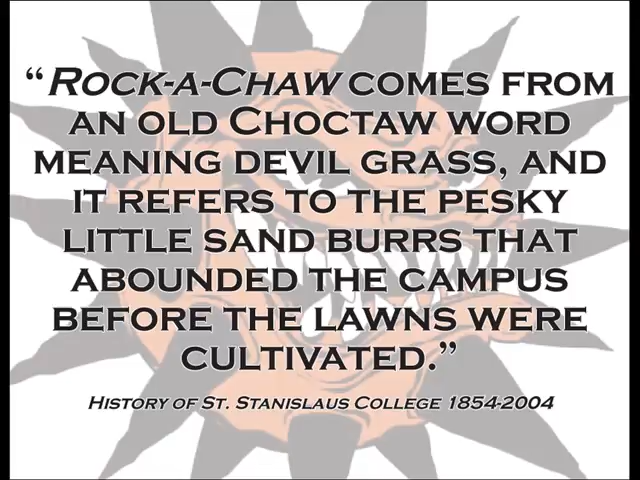 “Rock-a-Chaw comes from
an old Choctaw word
meaning devil grass, and
it refers to the pesky
little sand burrs that
abounded the campus
before the lawns were
cultivated.”
History of St. Stanislaus College 1854-2004